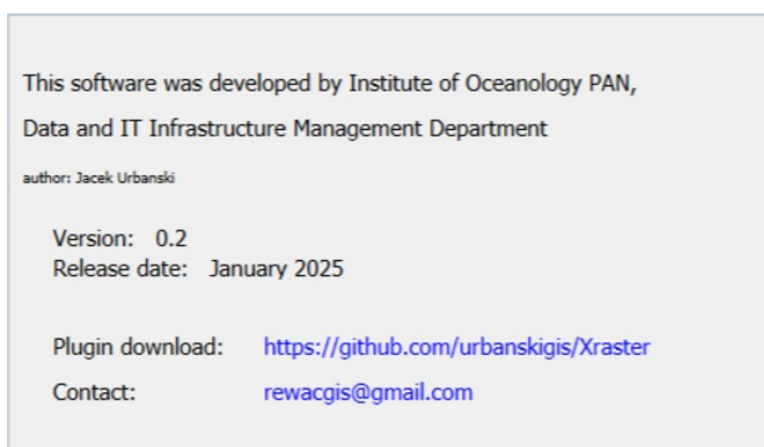 This software was developed by Institute of Oceanology PAN,
Data and IT Infrastructure Management Department
author: Jacek Urbanski
Version: 0.2
Release date: January 2025
Plugin download: https://github.com/urbanskigis/Xraster
Contact: rewacgis@gmail.com